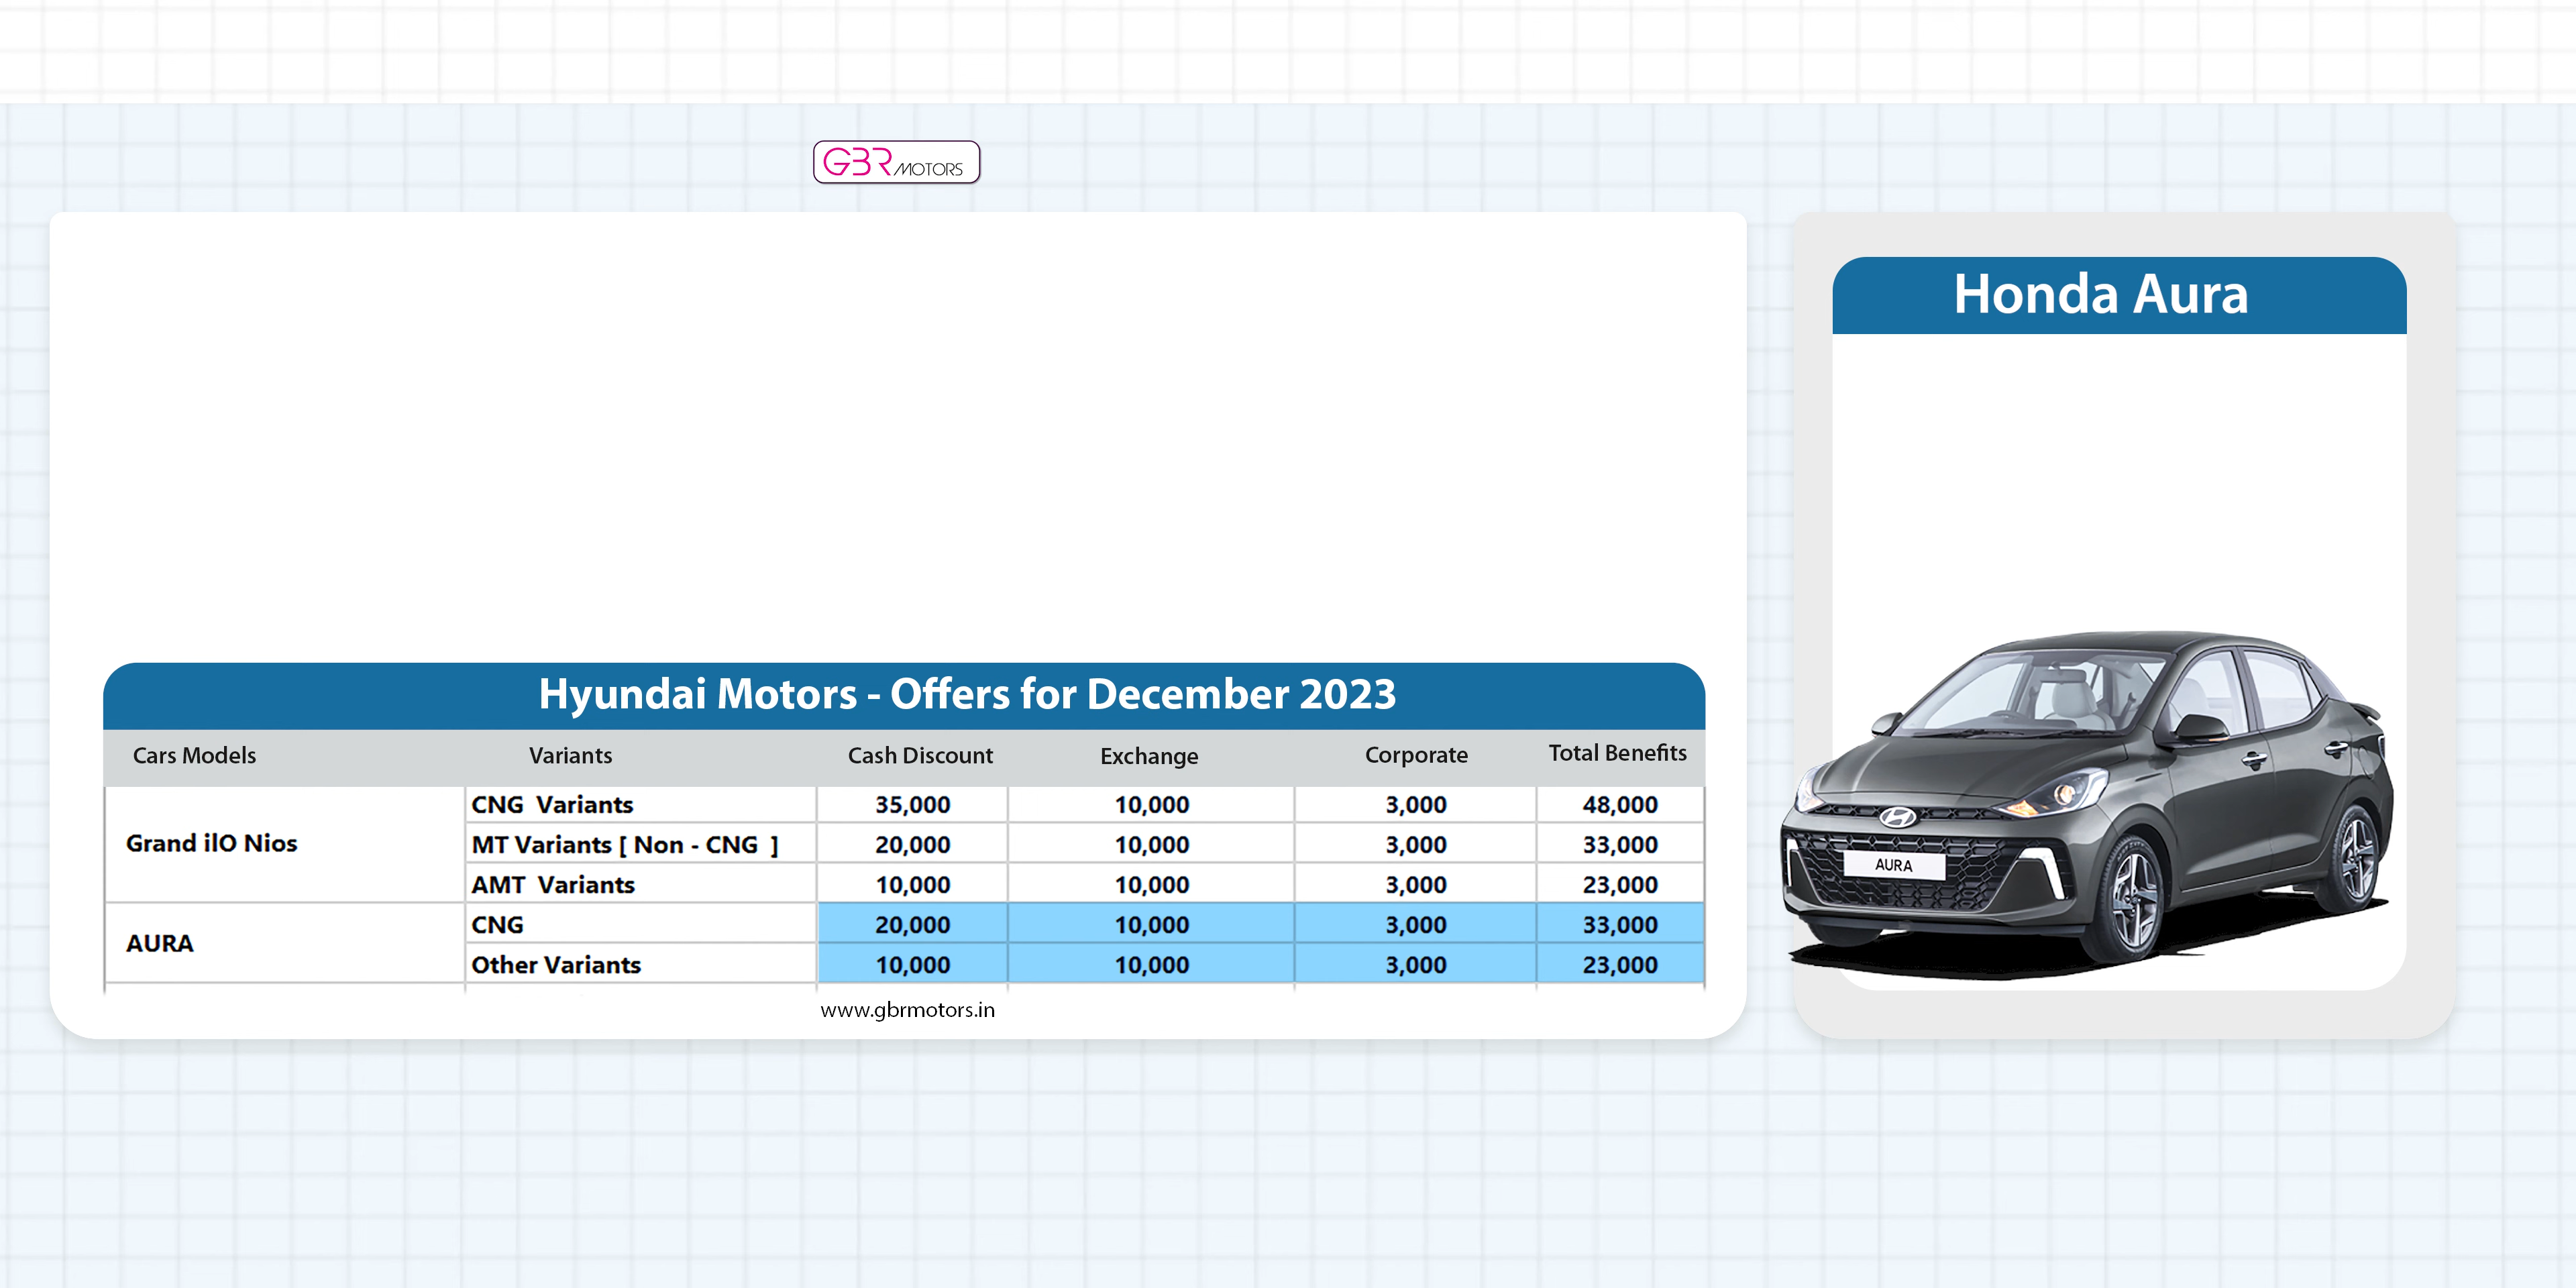 GBR MOTORS
Honda Aura
Hyundai Motors - Offers for December 2023
Cars Models Variants Cash Discount Exchange Corporate Total Benefits
Grand ilO Nios
CNG Variants 35,000 10,000 3,000 48,000
MT Variants [ Non - CNG ] 20,000 10,000 3,000 33,000
AMT Variants 10,000 10,000 3,000 23,000
AURA
CNG 20,000 10,000 3,000 33,000
Other Variants 10,000 10,000 3,000 23,000
www.gbrmotors.in
AURA